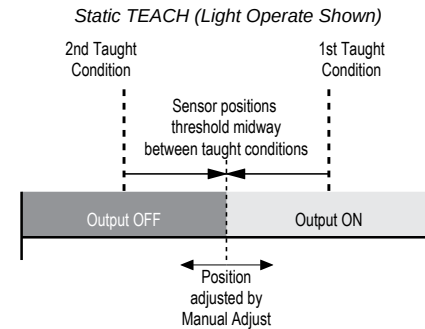 Static TEACH (Light Operate Shown)
2nd Taught
Condition
1st Taught
Condition
Sensor positions
threshold midway
between taught conditions
Output OFF
Output ON
Position
adjusted by
Manual Adjust